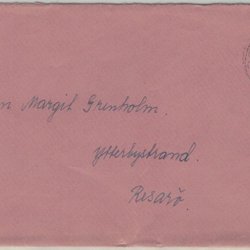 n Margit Grenholm.
Ytterbystrand.
Resarö.